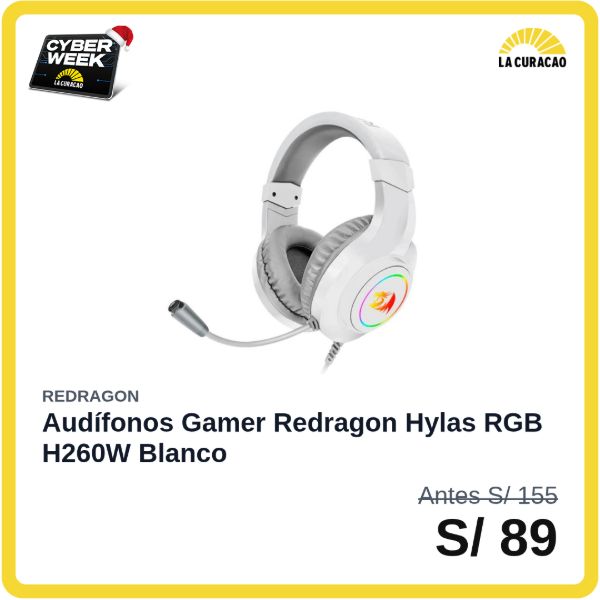 CYBER
WEEK
LA CURACAO
LA CURACAO
REDRAGON
Audífonos Gamer Redragon Hylas RGB
H260W Blanco
Antes S/ 155
S/ 89